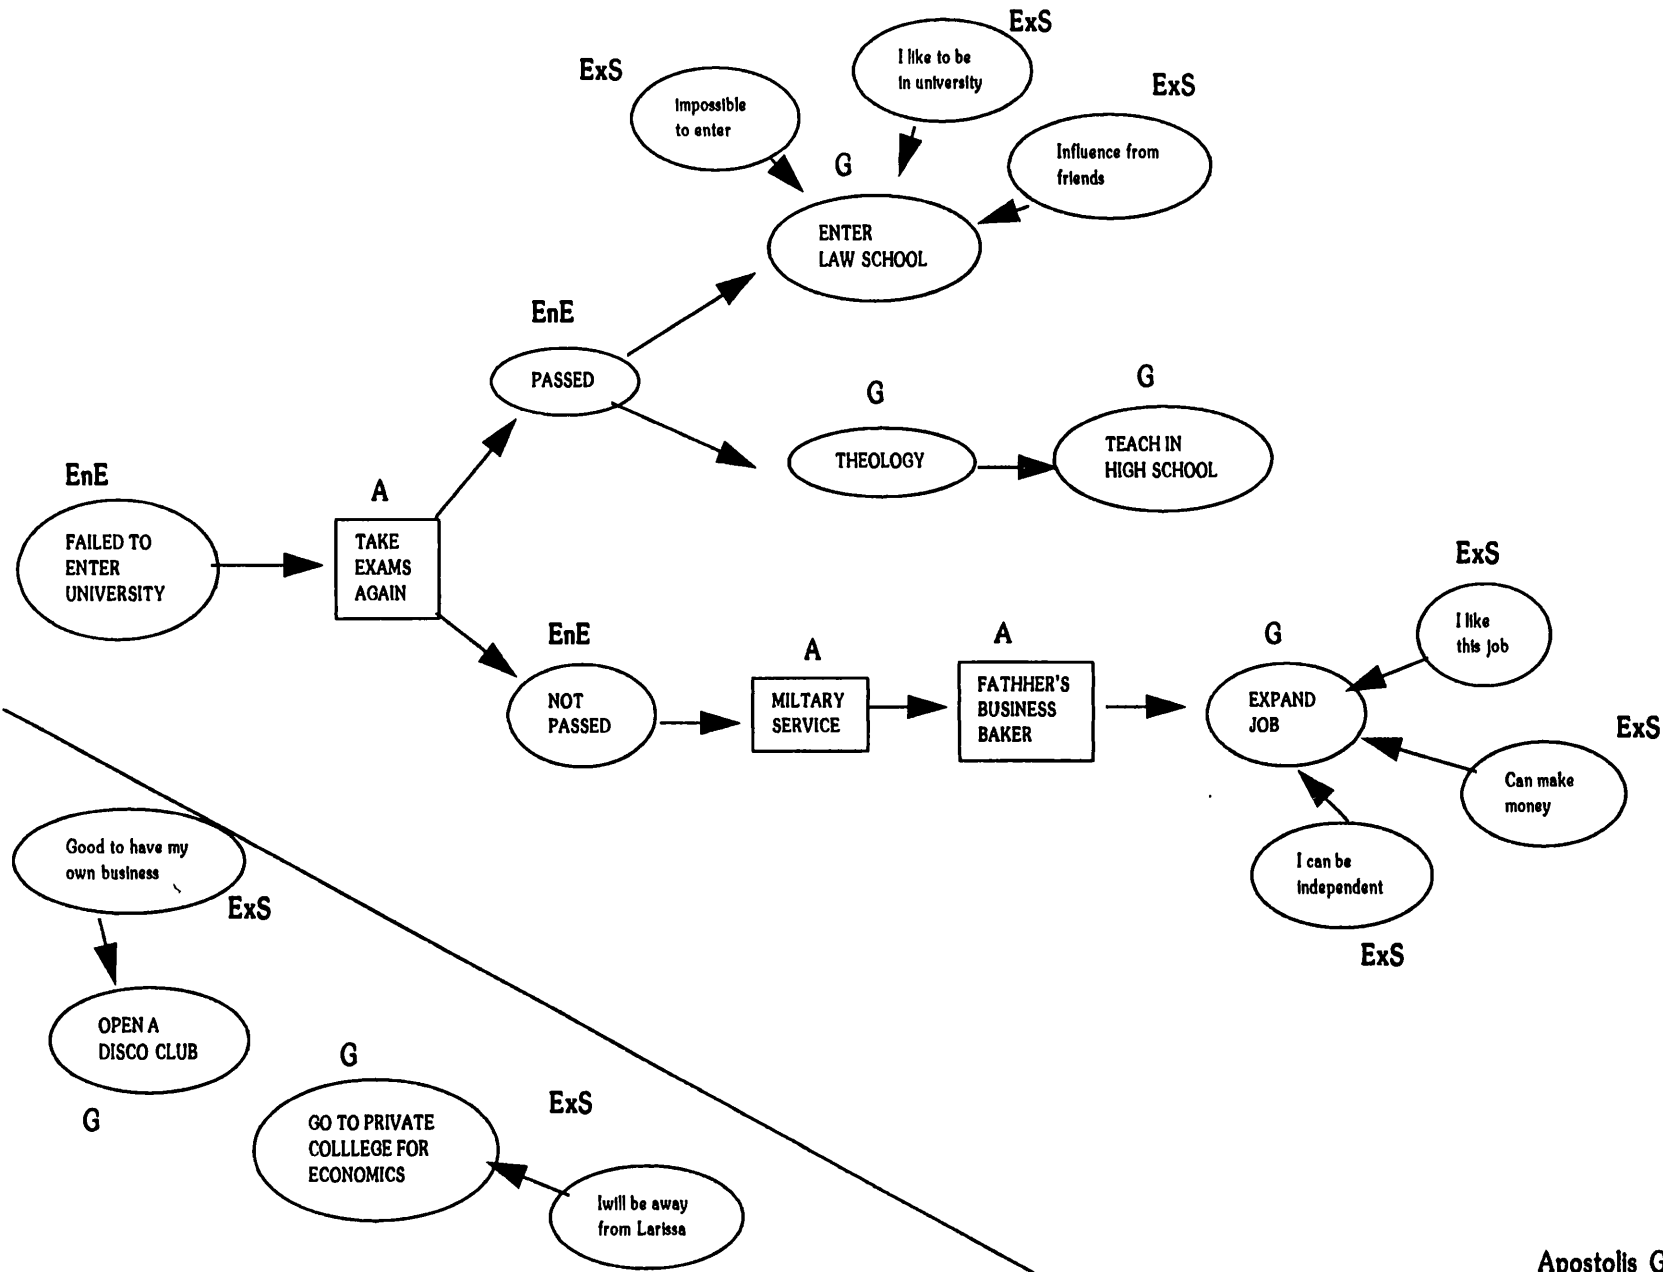 ExS
I like to be
in university
ExS
impossible
to enter
ExS
Influence from
friends
G
ENTER
LAW SCHOOL
EnE
PASSED
G
THEOLOGY
G
TEACH IN
HIGH SCHOOL
EnE
FAILED TO
ENTER
UNIVERSITY
A
TAKE
EXAMS
AGAIN
EnE
NOT
PASSED
A
MILTARY
SERVICE
A
FATHHER'S
BUSINESS
BAKER
G
EXPAND
JOB
ExS
I like
this job
ExS
Can make
money
I can be
independent
ExS
Good to have my
own business
ExS
OPEN A
DISCO CLUB
G
G
GO TO PRIVATE
COLLLEGE FOR
ECONOMICS
ExS
Iwill be away
from Larissa
Apostolis G